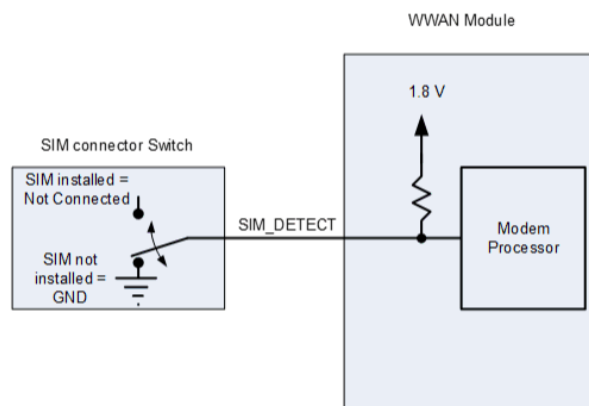 WWAN Module
1.8 V
SIM connector Switch
SIM installed =
Not Connected
SIM_DETECT
SIM not
installed =
GND
Modem
Processor